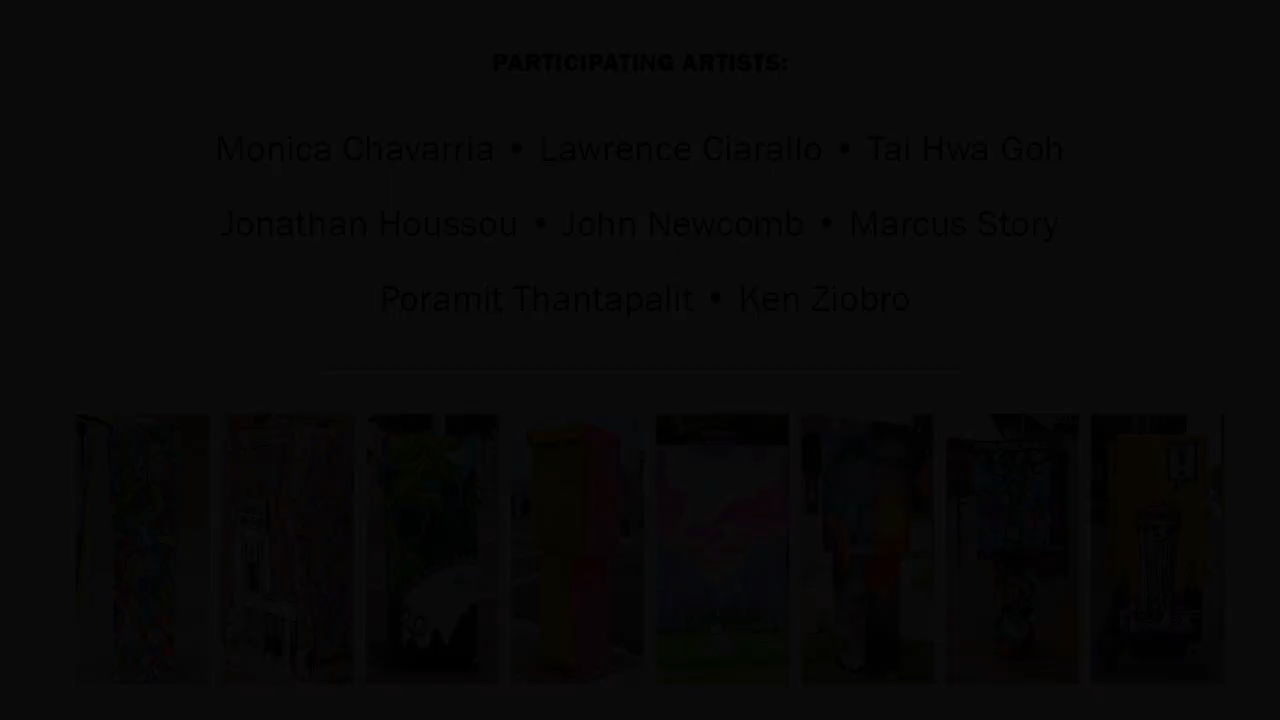 PARTICIPATING ARTISTS:
Monica Chavarria • Lawrence Ciarallo • Tai Hwa Goh
Jonathan Houssou • John Newcomb • Marcus Story
Poramit Thantapalit • Ken Ziobro